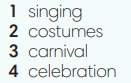 1 singing
2 costumes
3 carnival
4 celebration